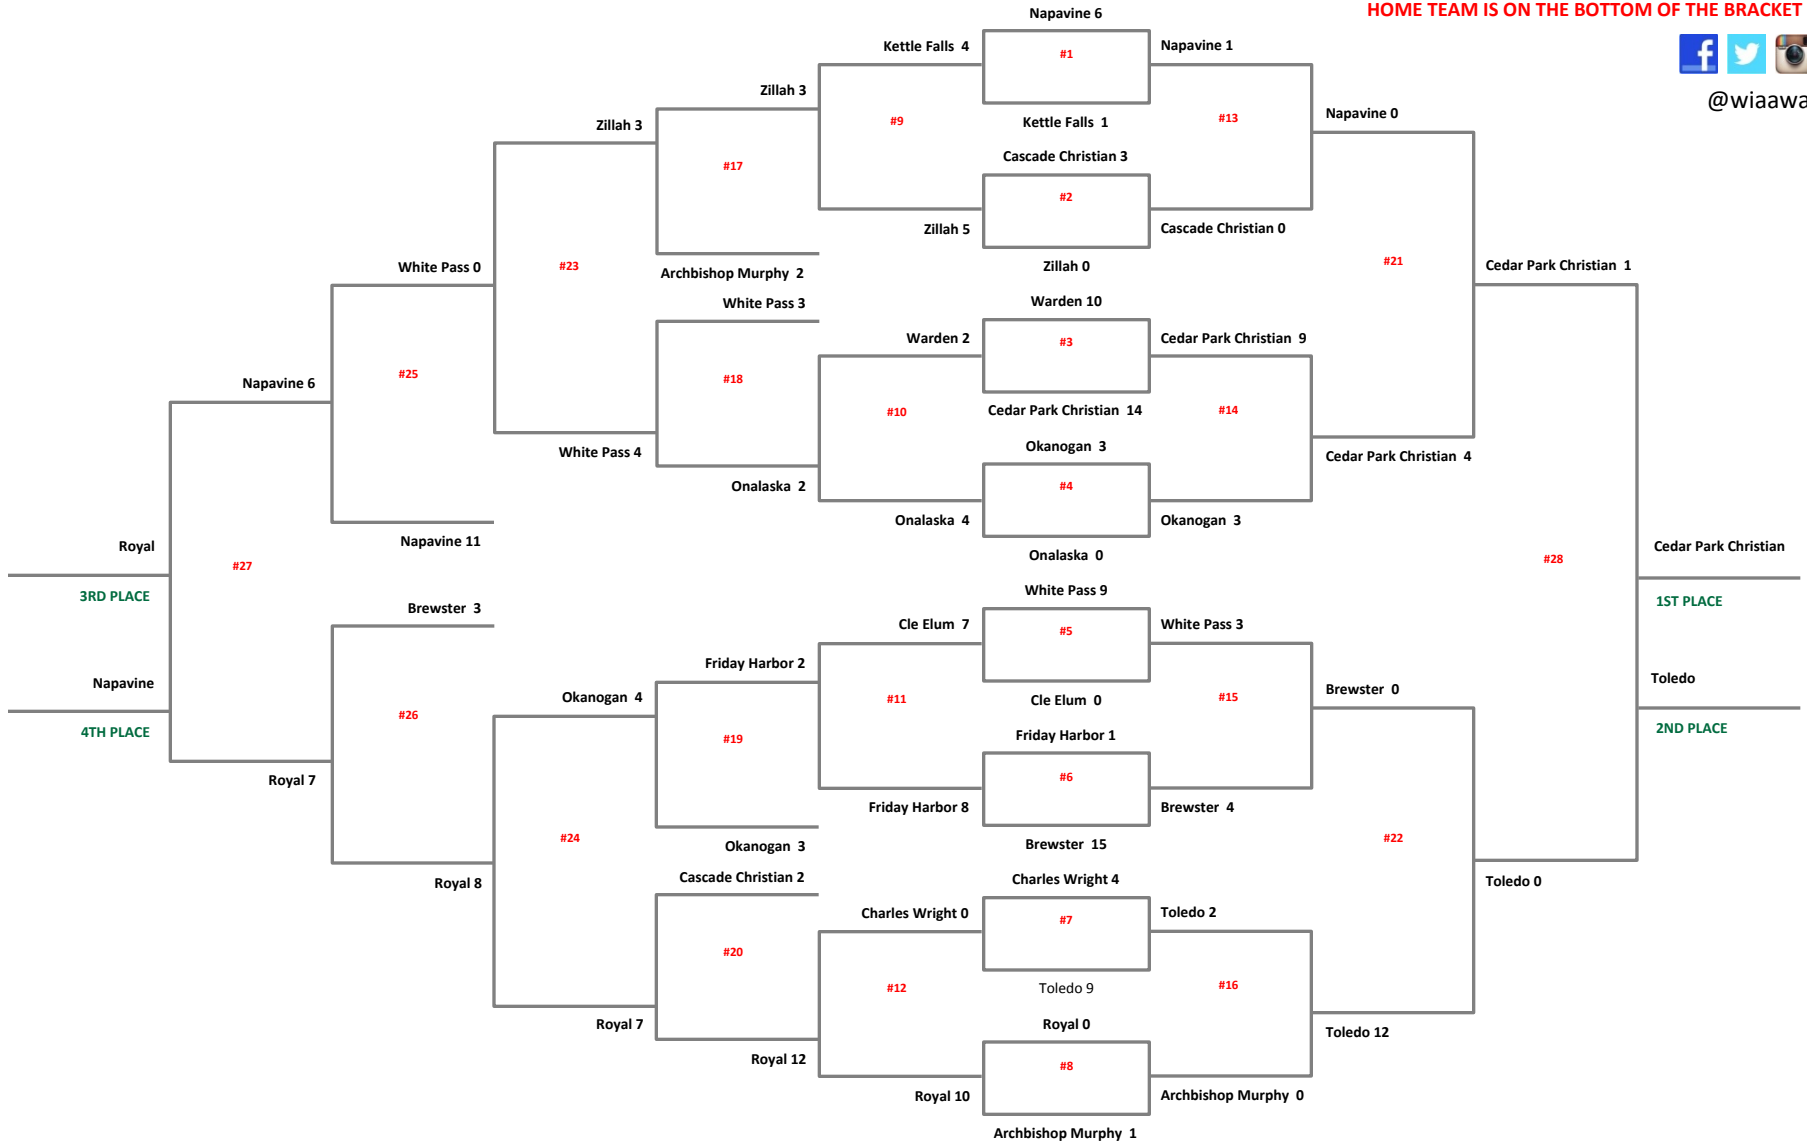 HOME TEAM IS ON THE BOTTOM OF THE BRACKET
Napavine 6
Kettle Falls 4
#1
Napavine 1
Zillah 3
@wiaawa
Zillah 3
#9
Kettle Falls 1
#13
Napavine 0
Cascade Christian 3
#17
#2
Zillah 5
Cascade Christian 0
White Pass 0
#23
Archbishop Murphy 2
Zillah 0
#21
Cedar Park Christian 1
White Pass 3
Warden 10
Warden 2
#3
Cedar Park Christian 9
Napavine 6
#25
#18
#10
Cedar Park Christian 14
#14
White Pass 4
Okanogan 3
Cedar Park Christian 4
Onalaska 2
#4
Onalaska 4
Okanogan 3
Royal
Napavine 11
Onalaska 0
Cedar Park Christian
#27
#28
3RD PLACE
White Pass 9
1ST PLACE
Brewster 3
Cle Elum 7
#5
White Pass 3
Friday Harbor 2
Napavine
Okanogan 4
#11
Cle Elum 0
#15
Brewster 0
Toledo
#26
4TH PLACE
#19
Friday Harbor 1
2ND PLACE
Royal 7
#6
Friday Harbor 8
Brewster 4
#24
Okanogan 3
Brewster 15
#22
Royal 8
Cascade Christian 2
Charles Wright 4
Toledo 0
Charles Wright 0
#7
Toledo 2
#20
#12
Toledo 9
#16
Royal 7
Royal 0
Toledo 12
Royal 12
#8
Royal 10
Archbishop Murphy 0
Archbishop Murphy 1